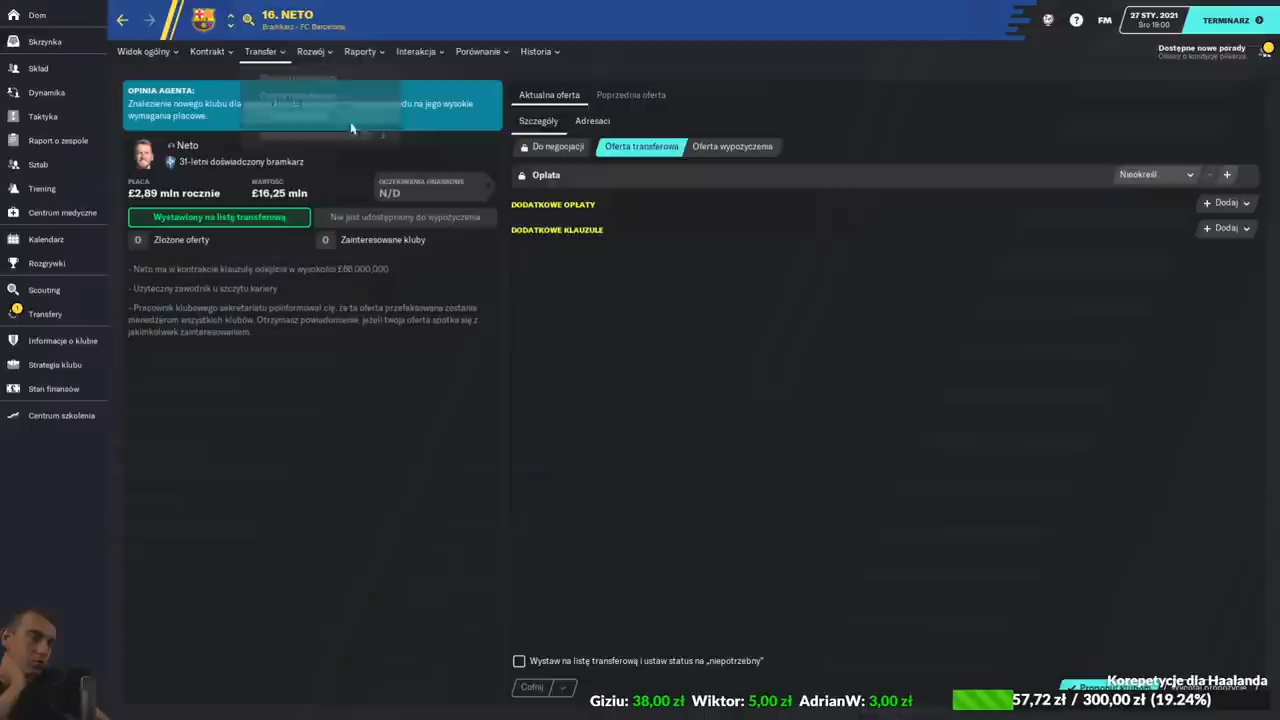 Dom
Skrzynka
Skład
Dynamika
Taktyka
Raport o zespole
Sztab
Trening
Centrum medyczne
Kalendarz
Rozgrywki
Scouting
Transfery
Informacje o klubie
Strategia klubu
Stan finansów
Centrum szkolenia
16. NETO
Bramkarz - FC Barcelona
FM
27 STY. 2021
Śro 19:00
TERMINARZ
Widok ogólny
Kontrakt
Transfer
Rozwój
Raporty
Interakcja
Porównanie
Historia
Dostępne nowe porady
OPINIA AGENTA:
Znalezienie nowego klubu dla
na jego wysokie
wymagania płacowe.
Neto
31-letni doświadczony bramkarz
PŁACA
£2,89 mln rocznie
WARTOŚĆ
£16,25 mln
OCZEKIWANIA FINANSOWE
N/D
Wystawiony na listę transferową
Nie jest udostępniony do wypożyczenia
0 Złożone oferty
0 Zainteresowane kluby
- Neto ma w kontrakcie klauzulę odejścia w wysokości
- Użyteczny zawodnik u szczytu kariery
- Pracownik klubowego sekretariatu poinformował cię, że ta oferta przefaksowana zostanie
menedżerom wszystkich klubów. Otrzymasz powiadomienie, jeżeli twoja oferta spotka się z
jakimkolwiek zainteresowaniem.
Aktualna oferta
Poprzednia oferta
Szczegóły
Adresaci
Do negocjacji
Oferta transferowa
Oferta wypożyczenia
Opłata
Nieokreśl.
- +
DODATKOWE OPŁATY
+ Dodaj
DODATKOWE KLAUZULE
+ Dodaj
Wystaw na listę transferową i ustaw status na „niepotrzebny”
Cofnij
Korepetycje dla Haalanda
Giziu: 38,00 zł Wiktor: 5,00 zł AdrianW: 3,00 zł
57,72 zł / 300,00 zł (19.24%)